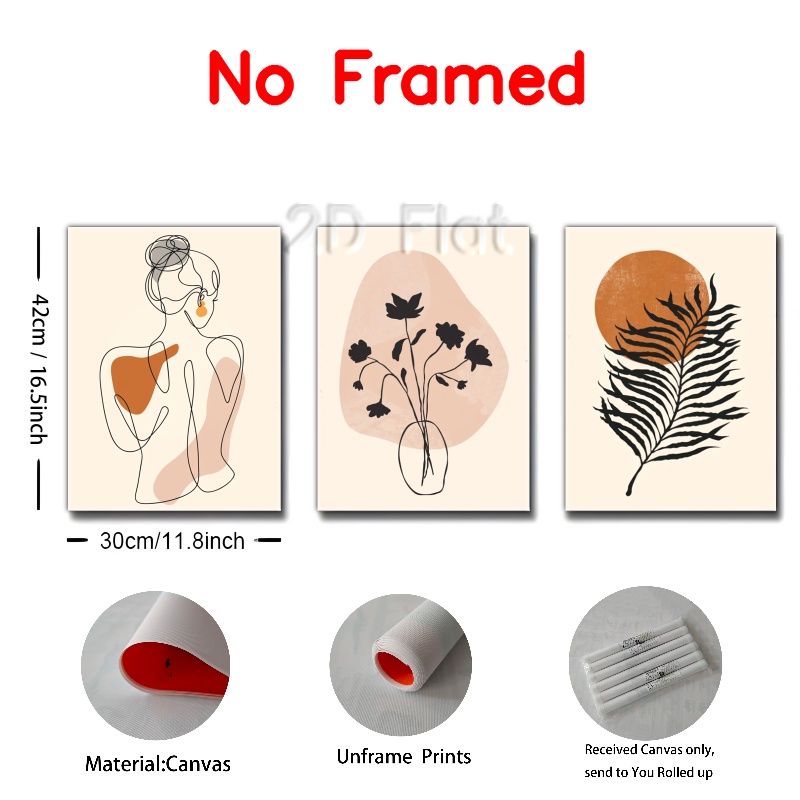 No Framed
2D Flat
42cm / 16.5inch
30cm/11.8inch
Material:Canvas
Unframe Prints
Received Canvas only,
send to You Rolled up